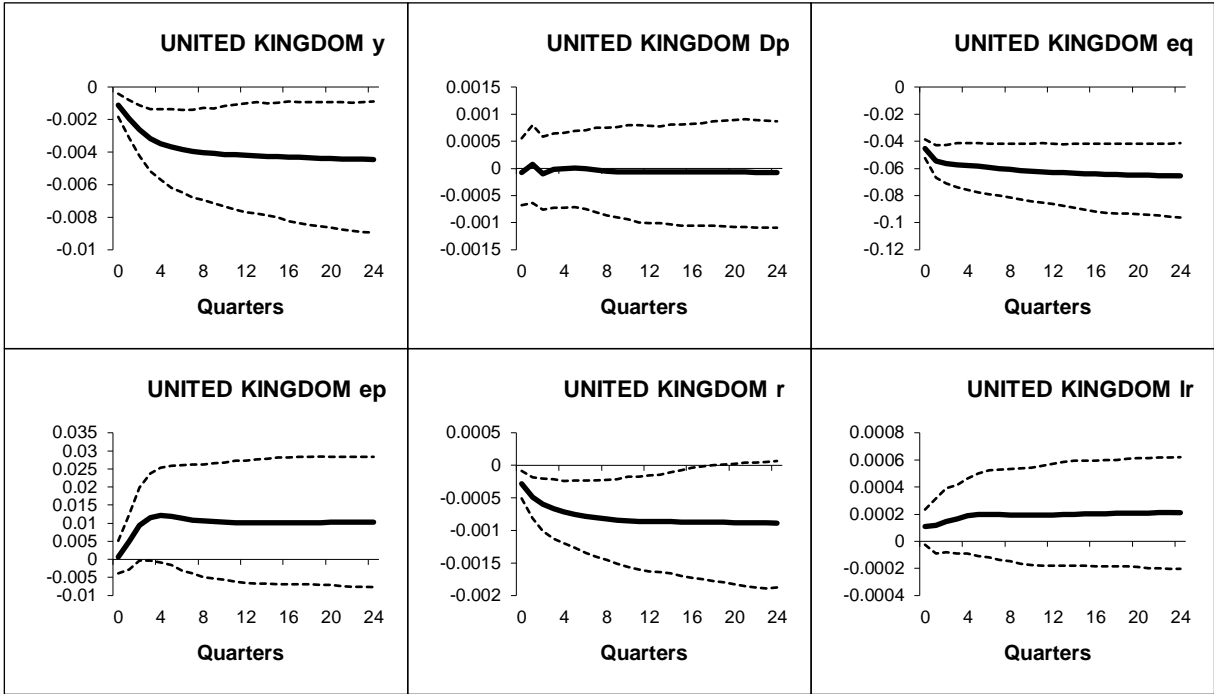 UNITED KINGDOM y
0
-0.002
-0.004
-0.006
-0.008
-0.01
0 4 8 12 16 20 24
Quarters
UNITED KINGDOM Dp
0.0015
0.001
0.0005
0
-0.0005
-0.001
-0.0015
0 4 8 12 16 20 24
Quarters
UNITED KINGDOM eq
0
-0.02
-0.04
-0.06
-0.08
-0.1
-0.12
0 4 8 12 16 20 24
Quarters
UNITED KINGDOM ep
0.035
0.03
0.025
0.02
0.015
0.01
0.005
0
-0.005
-0.01
0 4 8 12 16 20 24
Quarters
UNITED KINGDOM r
0.0005
0
-0.0005
-0.001
-0.0015
-0.002
0 4 8 12 16 20 24
Quarters
UNITED KINGDOM lr
0.0008
0.0006
0.0004
0.0002
0
-0.0002
-0.0004
0 4 8 12 16 20 24
Quarters